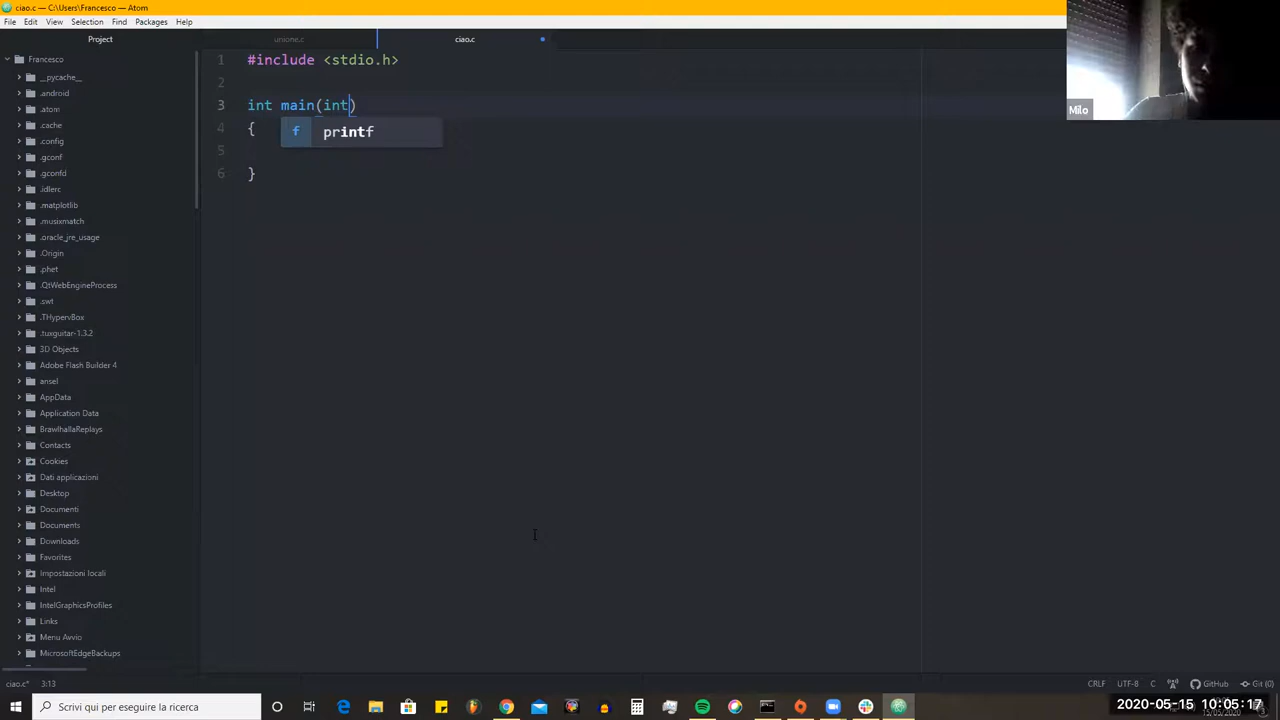 ciao.c — C:\Users\Francesco — Atom
File Edit View Selection Find Packages Help
Project
unione.c
ciao.c
Francesco
__pycache__
.android
.atom
.cache
.config
.gconf
.gconfd
.idlerc
.matplotlib
.musixmatch
.oracle_jre_usage
.Origin
.phet
.QtWebEngineProcess
.swt
.THypervBox
.tuxguitar-1.3.2
3D Objects
Adobe Flash Builder 4
ansel
AppData
Application Data
BrawlhallaReplays
Contacts
Cookies
Dati applicazioni
Desktop
Documenti
Documents
Downloads
Favorites
Impostazioni locali
Intel
IntelGraphicsProfiles
Links
Menu Avvio
MicrosoftEdgeBackups
1 #include <stdio.h>
2
3 int main(int)
4 {
5
6 }
f printf
Milo
ciao.c* 3:13
CRLF UTF-8 C GitHub Git (0)
Scrivi qui per eseguire la ricerca
2020-05-15 10:05:17